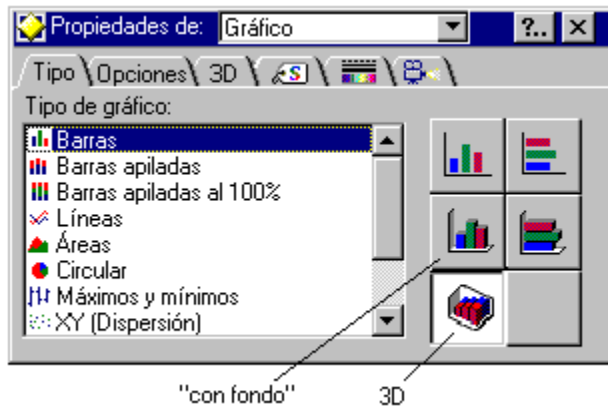 Propiedades de: Gráfico ?..
Tipo Opciones 3D S
Tipo de gráfico:
Barras
Barras apiladas
Barras apiladas al 100%
Líneas
Áreas
Circular
Máximos y mínimos
XY (Dispersión)
"con fondo" 3D